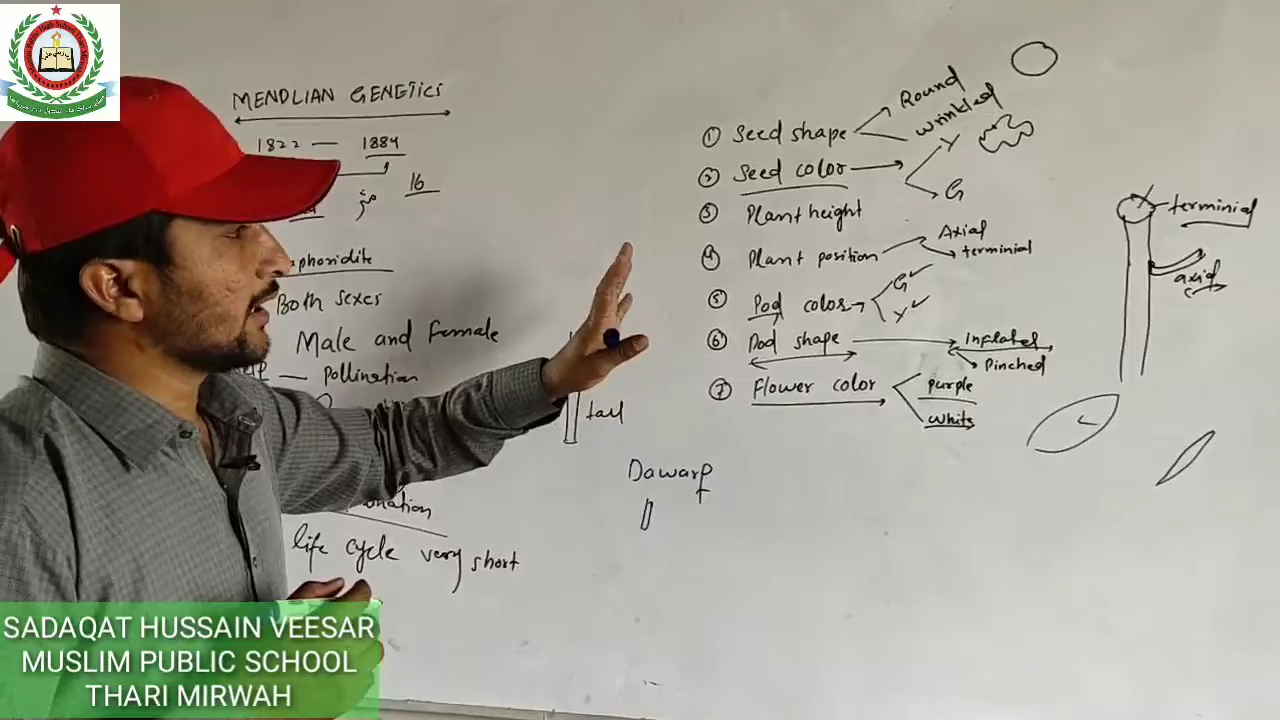 MENDLIAN GENETICS
1822 — 1884
16
Both sexes
Male and Female
— Pollination
life cycle very short
tall
Dawarf
① Seed shape Round
wrinkled
② Seed color Y
G
③ Plant height
④ Plant position Axial
terminial
⑤ Pod color G
Y
⑥ Pod shape Inflated
Pinched
⑦ Flower color purple
white
terminial
axial
SADAQAT HUSSAIN VEESAR
MUSLIM PUBLIC SCHOOL
THARI MIRWAH